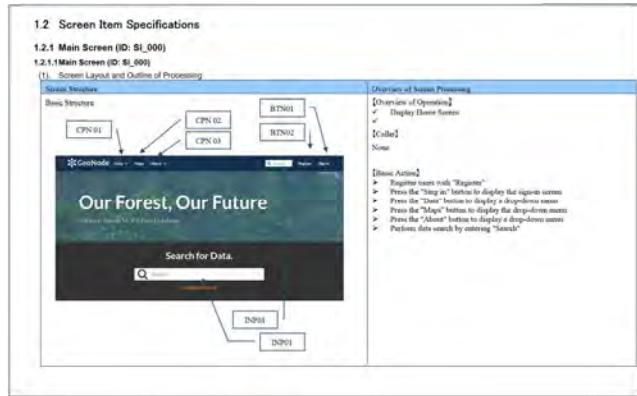 1.2 Screen Item Specifications
1.2.1 Main Screen (ID: SI_000)
1.2.1.1Main Screen (ID: SI_000)
(1). Screen Layout and Outline of Processing
Screen Structure
Overview of Screen Processing
Basic Structure
CPN 01
CPN 02
CPN 03
BTN01
BTN02
GeoNode
Maps
Register
Our Forest, Our Future
Search for Data.
INP01
【Overview of Operation】
✓ Display Home Screen
✓
None
【Basic Action】
➤ Register users with "Register"
➤ Press the "Sing in" button to display the sign-in screen
➤ Press the "Data" button to display a drop-down menu
➤ Press the "Maps" button to display the drop-down menu
➤ Press the "About" button to display a drop-down menu
➤ Perform data search by entering "Search"